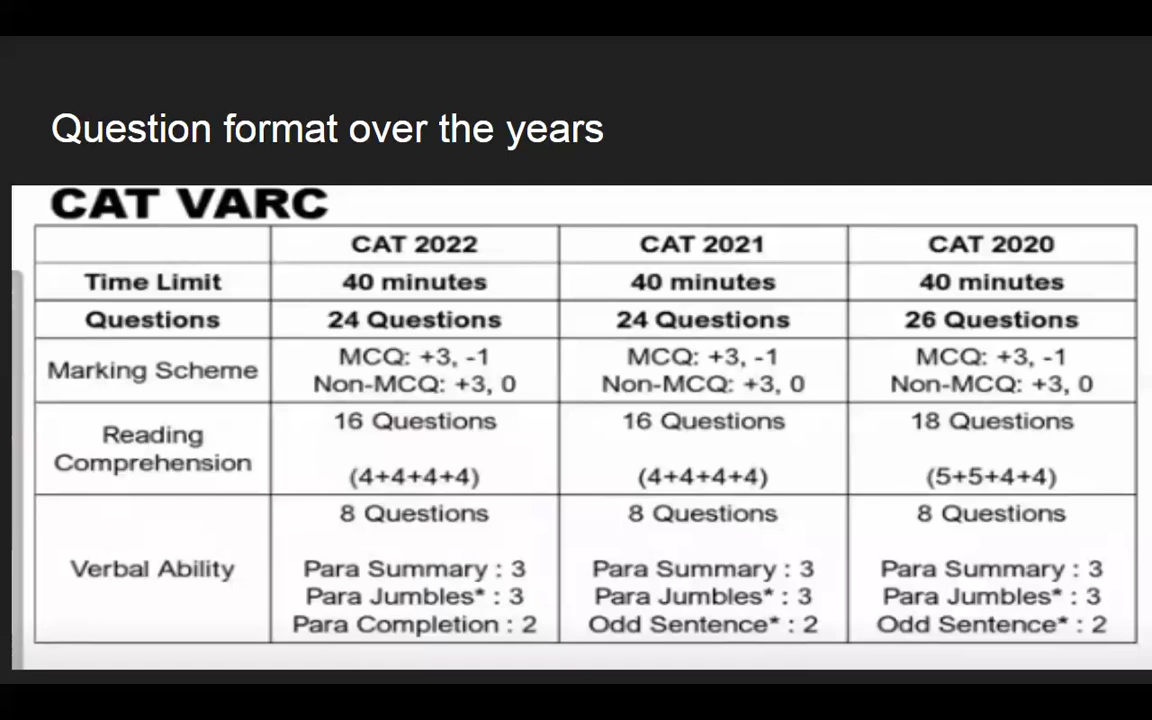 Question format over the years
CAT VARC
CAT 2022 CAT 2021 CAT 2020
Time Limit 40 minutes 40 minutes 40 minutes
Questions 24 Questions 24 Questions 26 Questions
Marking Scheme MCQ: +3, -1 MCQ: +3, -1 MCQ: +3, -1
Non-MCQ: +3, 0 Non-MCQ: +3, 0 Non-MCQ: +3, 0
Reading Comprehension 16 Questions 16 Questions 18 Questions
(4+4+4+4) (4+4+4+4) (5+5+4+4)
Verbal Ability 8 Questions 8 Questions 8 Questions
Para Summary : 3 Para Summary : 3 Para Summary : 3
Para Jumbles* : 3 Para Jumbles* : 3 Para Jumbles* : 3
Para Completion : 2 Odd Sentence* : 2 Odd Sentence* : 2